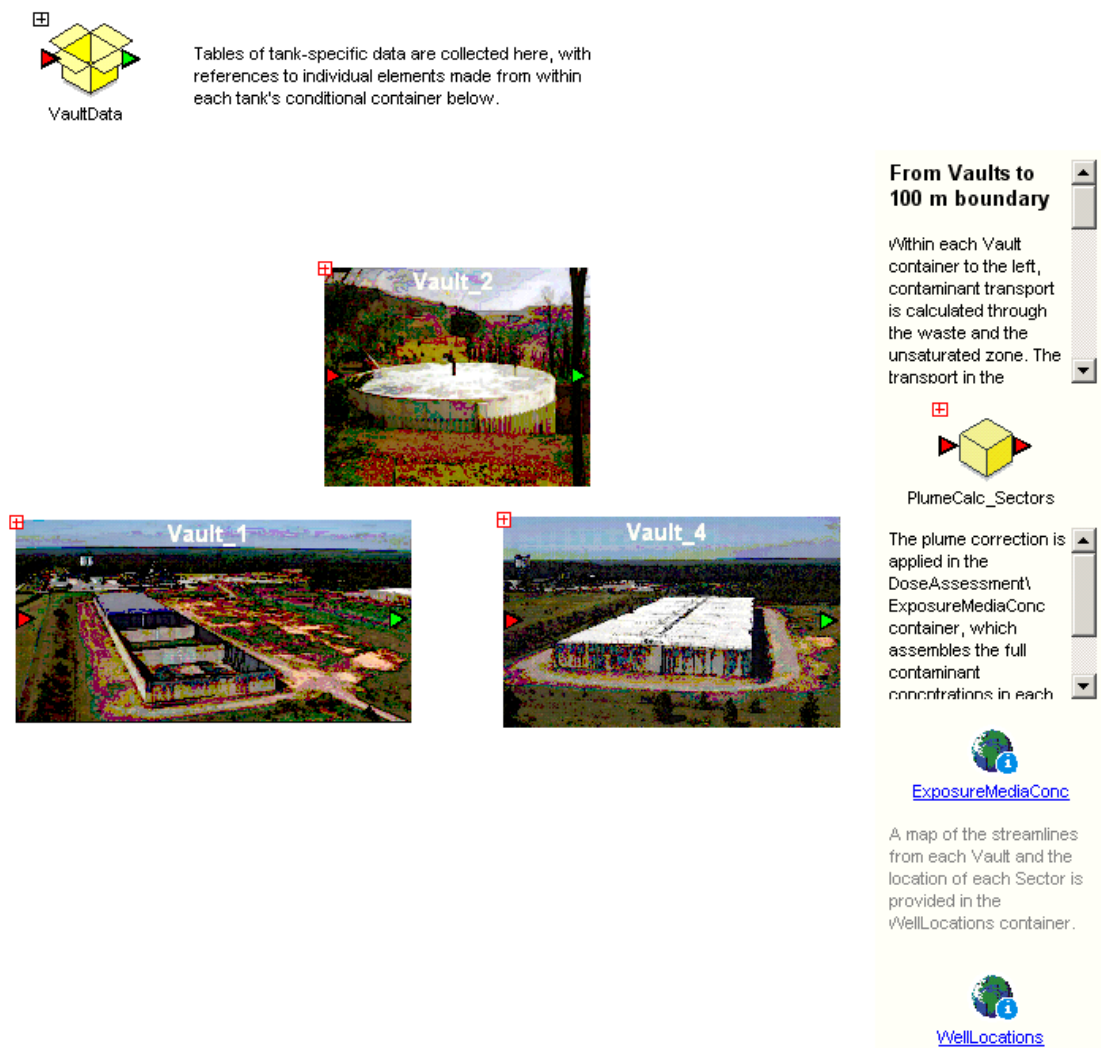 Tables of tank-specific data are collected here, with
references to individual elements made from within
each tank's conditional container below.
VaultData
From Vaults to
100 m boundary
Within each Vault
container to the left,
contaminant transport
is calculated through
the waste and the
unsaturated zone. The
transport in the
Vault_2
PlumeCalc_Sectors
Vault_1
Vault_4
The plume correction is
applied in the
DoseAssessment\
ExposureMediaConc
container, which
assembles the full
contaminant
concntrations in each
ExposureMediaConc
A map of the streamlines
from each Vault and the
location of each Sector is
provided in the
WellLocations container.
WellLocations